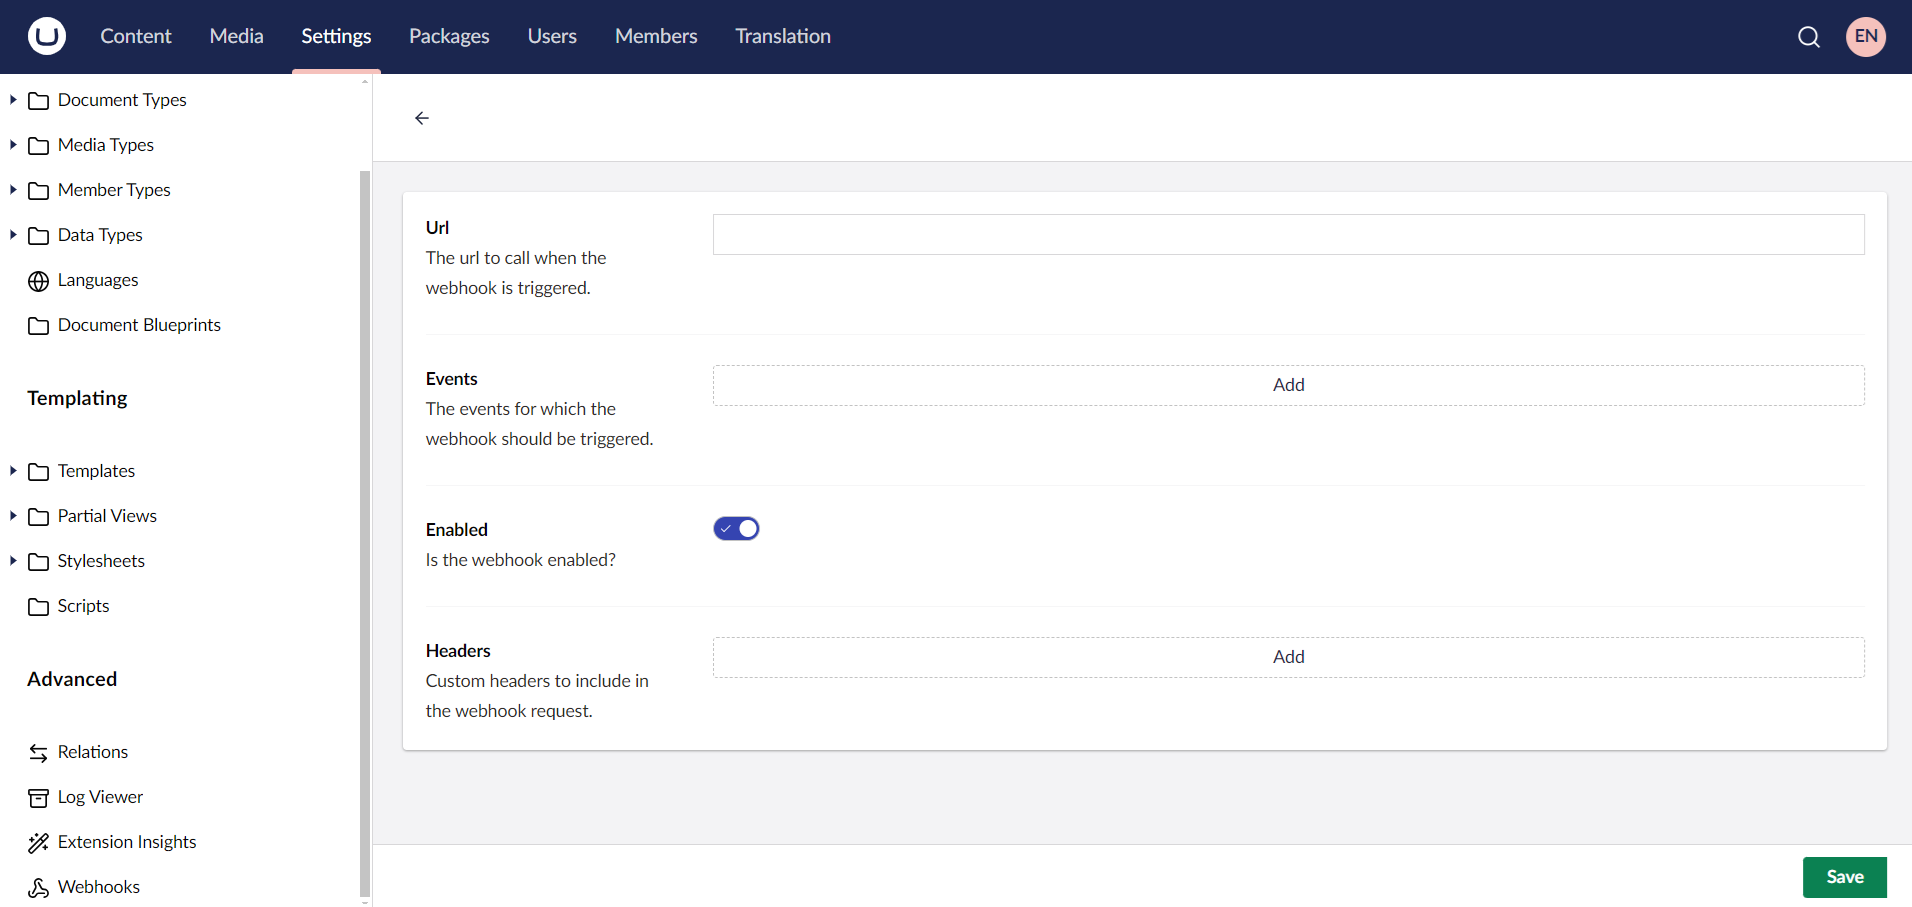 Content Media Settings Packages Users Members Translation EN
Document Types
Media Types
Member Types
Data Types
Languages
Document Blueprints
Templating
Templates
Partial Views
Stylesheets
Scripts
Advanced
Relations
Log Viewer
Extension Insights
Webhooks
Url
The url to call when the
webhook is triggered.
Events
The events for which the
webhook should be triggered.
Add
Enabled
Is the webhook enabled?
Headers
Custom headers to include in
the webhook request.
Add
Save